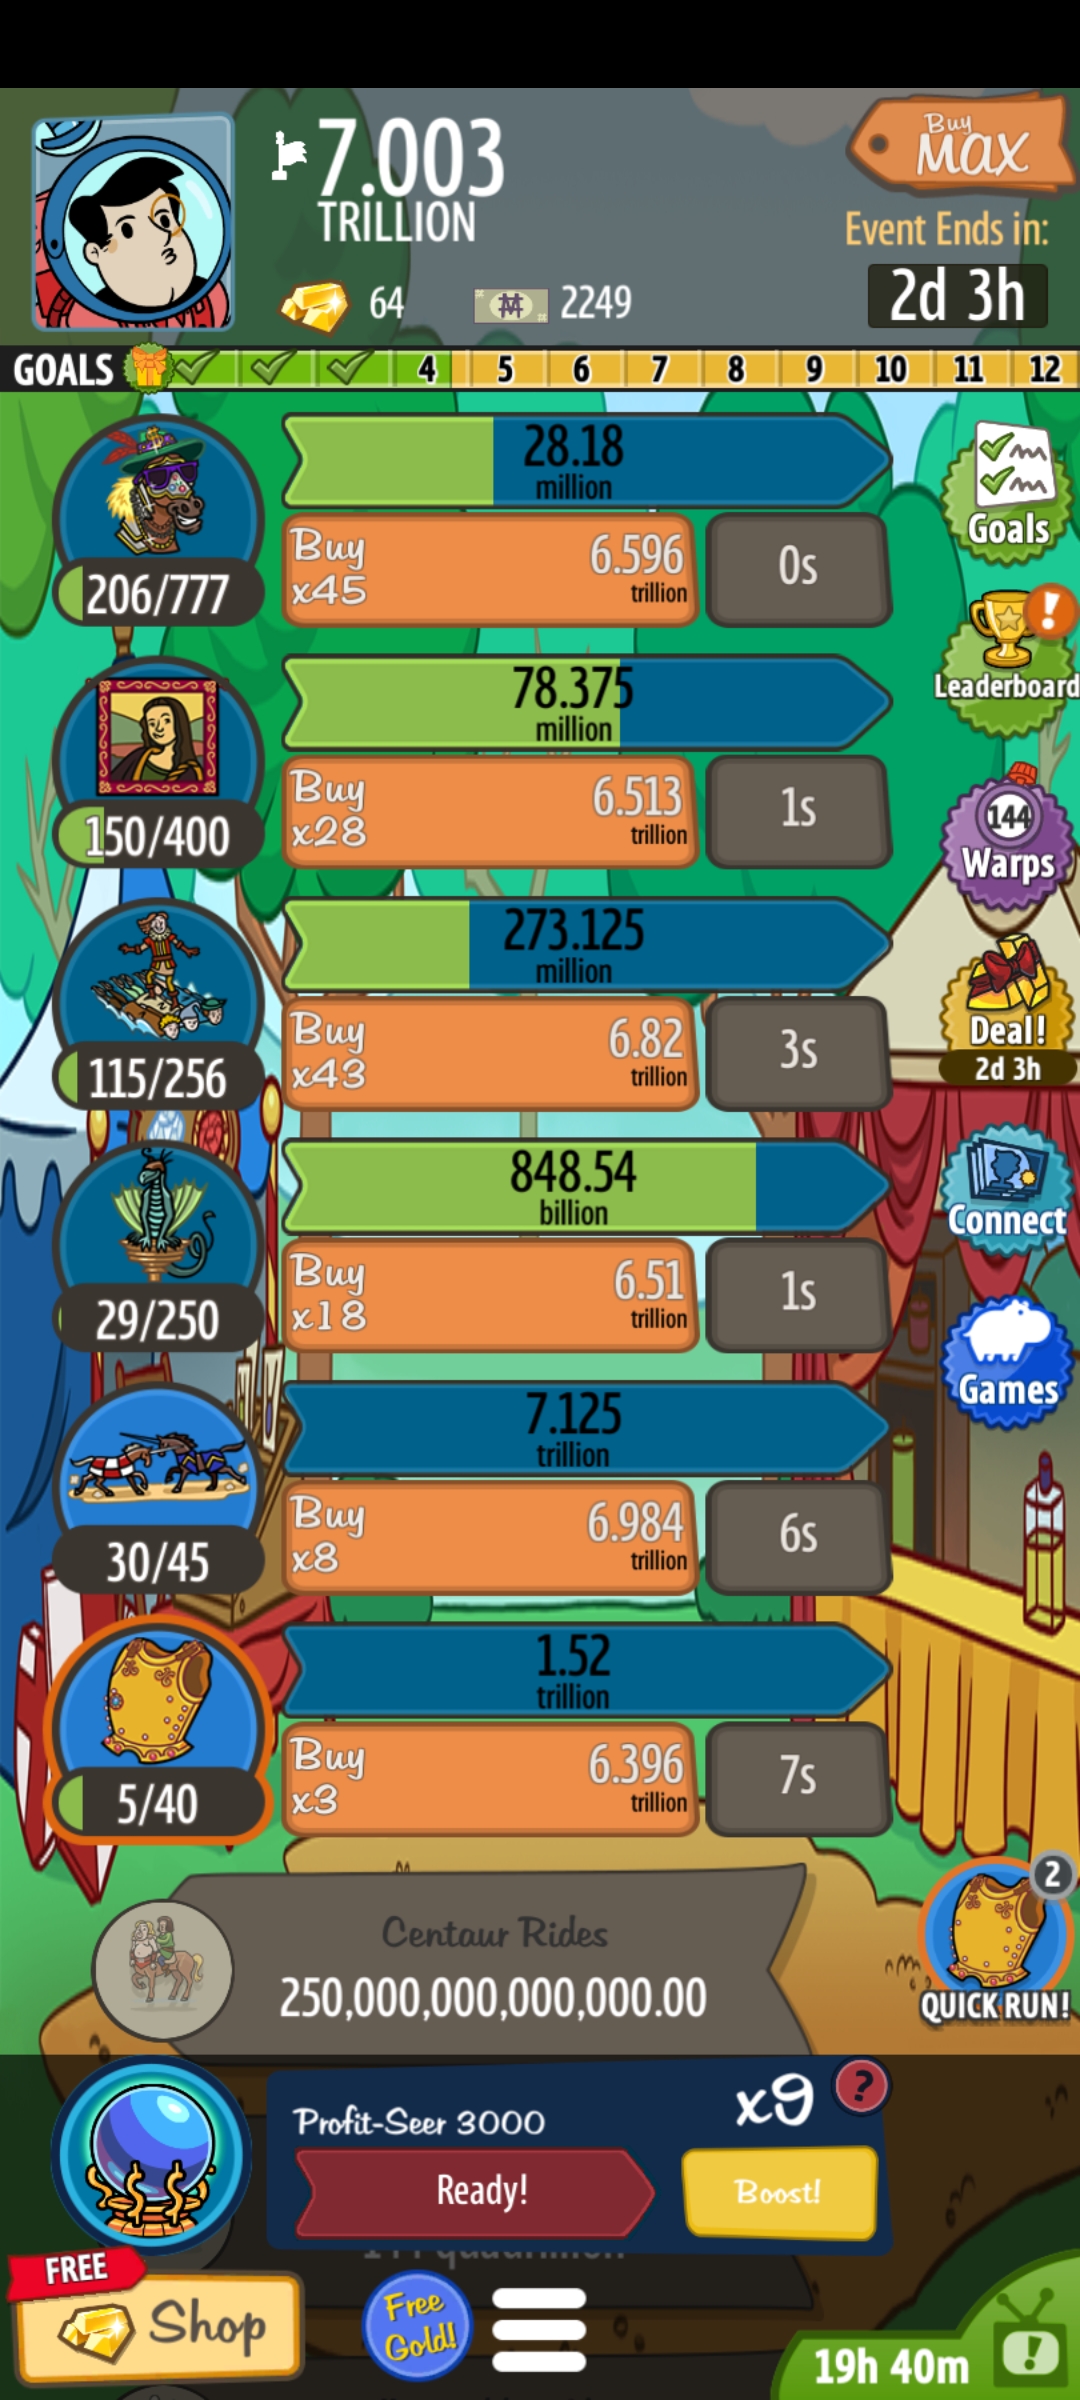 7.003
TRILLION
64
2249
Buy
MAX
Event Ends in:
2d 3h
GOALS 4 5 6 7 8 9 10 11 12
28.18
million
Buy
x45
6.596
trillion
0s
206/777
Goals
78.375
million
Buy
x28
6.513
trillion
1s
150/400
!
Leaderboard
144
Warps
273.125
million
Buy
x43
6.82
trillion
3s
115/256
Deal!
2d 3h
848.54
billion
Buy
x18
6.51
trillion
1s
29/250
Connect
Games
7.125
trillion
Buy
x8
6.984
trillion
6s
30/45
1.52
trillion
Buy
x3
6.396
trillion
7s
5/40
Centaur Rides
250,000,000,000,000.00
2
QUICK RUN!
Profit-Seer 3000
x9
?
Ready!
Boost!
FREE
Shop
Free
Gold!
19h 40m
!